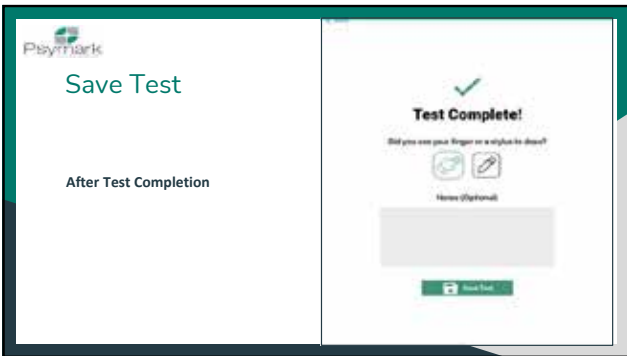 Psymark
Save Test
After Test Completion
Test Complete!
Did you use your finger or a stylus to draw?
Notes (Optional)
Save Test